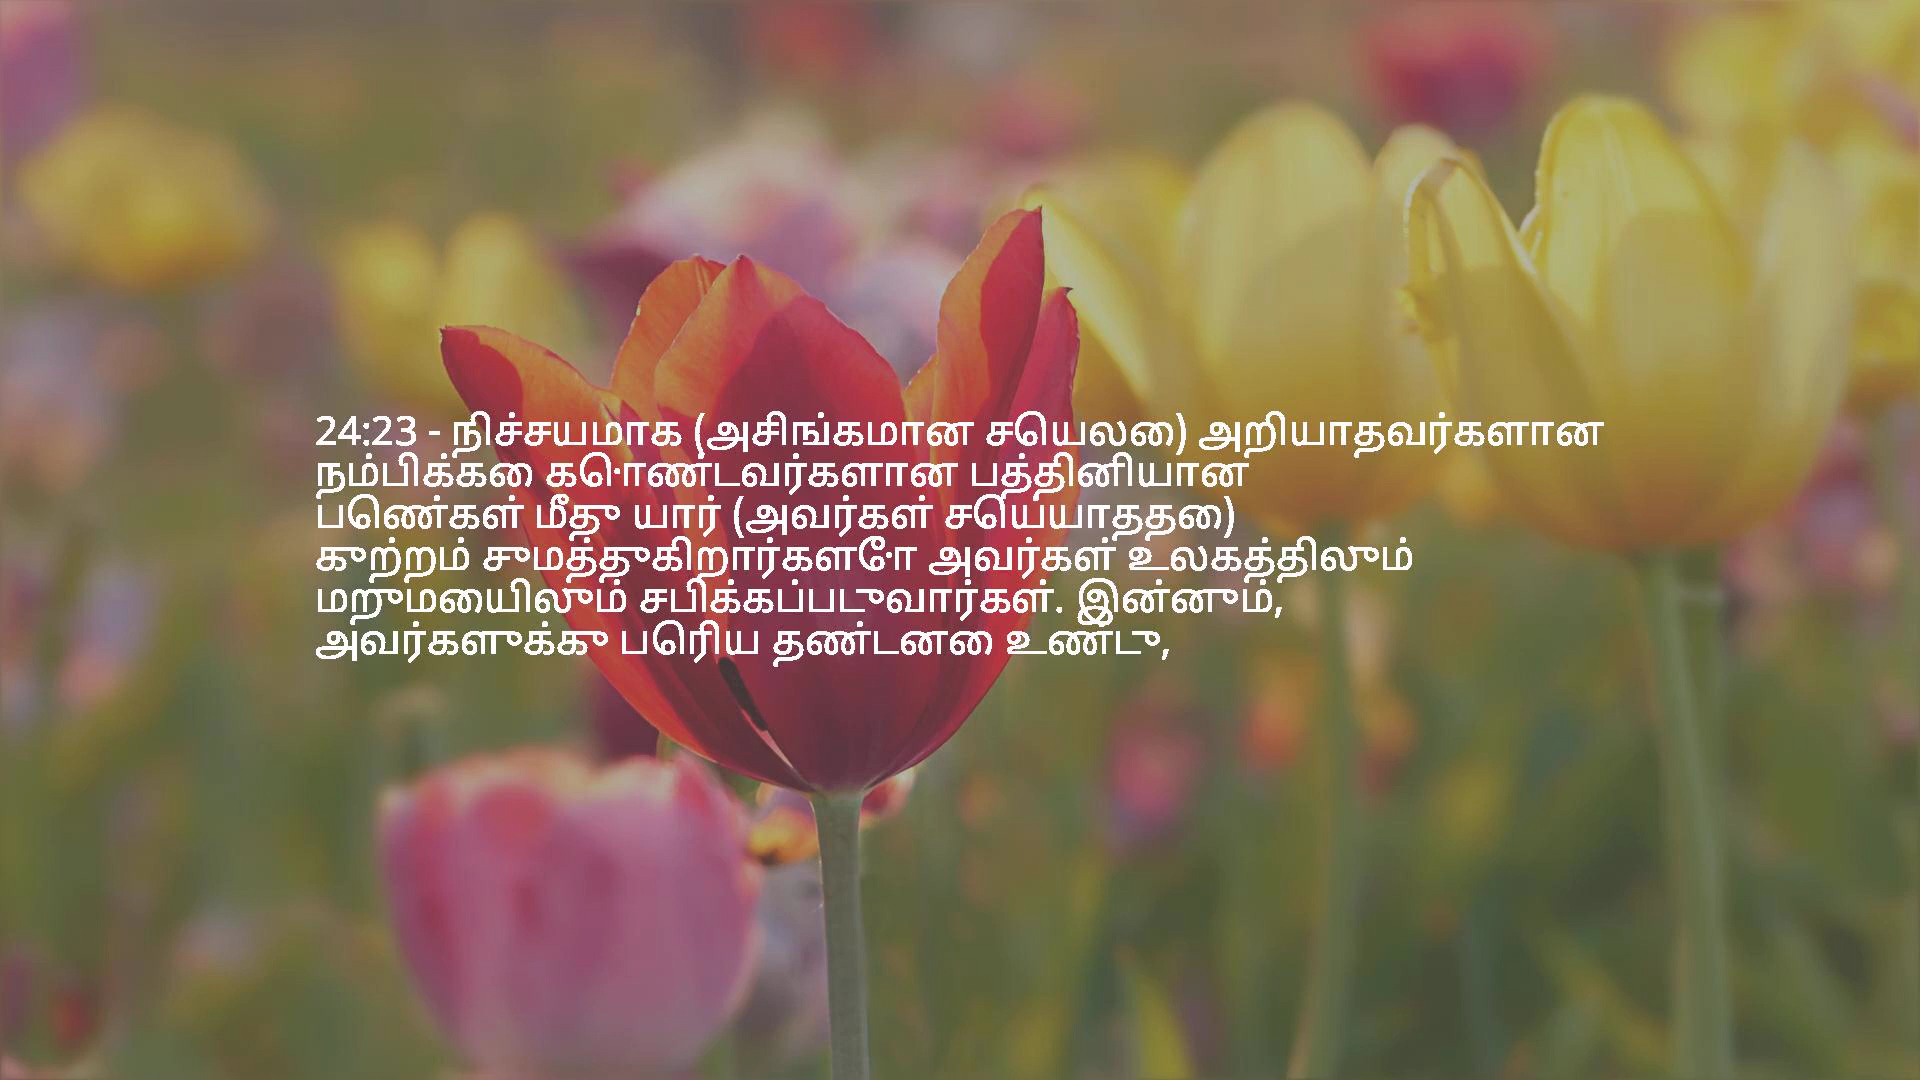 24:23 - நிச்சயமாக (அசிங்கமான செயலை) அறியாதவர்களான
நம்பிக்கை கொண்டவர்களான பத்தினியான
பெண்கள் மீது யார் (அவர்கள் செய்யாததை)
குற்றம் சுமத்துகிறார்களோ அவர்கள் உலகத்திலும்
மறுமையிலும் சபிக்கப்படுவார்கள். இன்னும்,
அவர்களுக்கு பெரிய தண்டனை உண்டு,